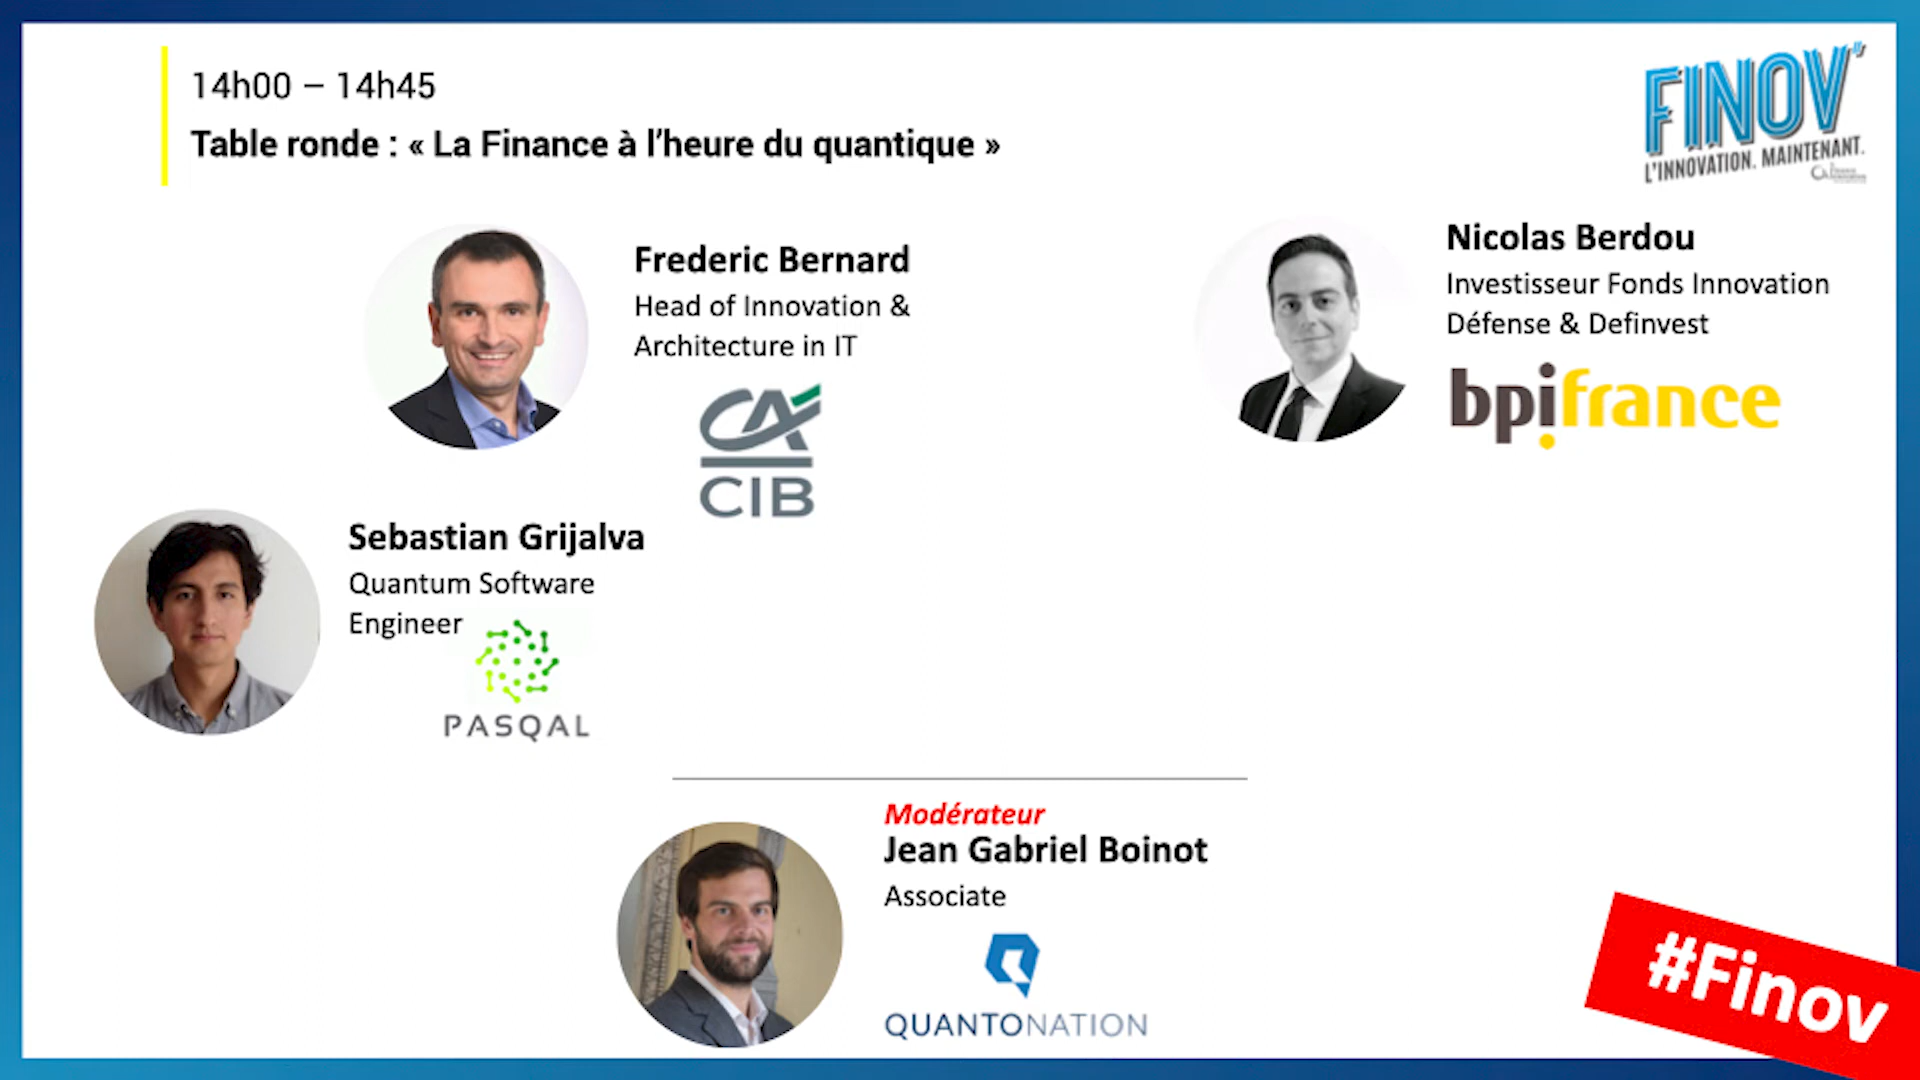 14h00 – 14h45
Table ronde : « La Finance à l’heure du quantique »
FINOV''
L'INNOVATION. MAINTENANT.
Frederic Bernard
Head of Innovation &
Architecture in IT
CA
CIB
Nicolas Berdou
Investisseur Fonds Innovation
Défense & Definvest
bpifrance
Sebastian Grijalva
Quantum Software
Engineer
PASQAL
Modérateur
Jean Gabriel Boinot
Associate
QUANTONATION
#Finov